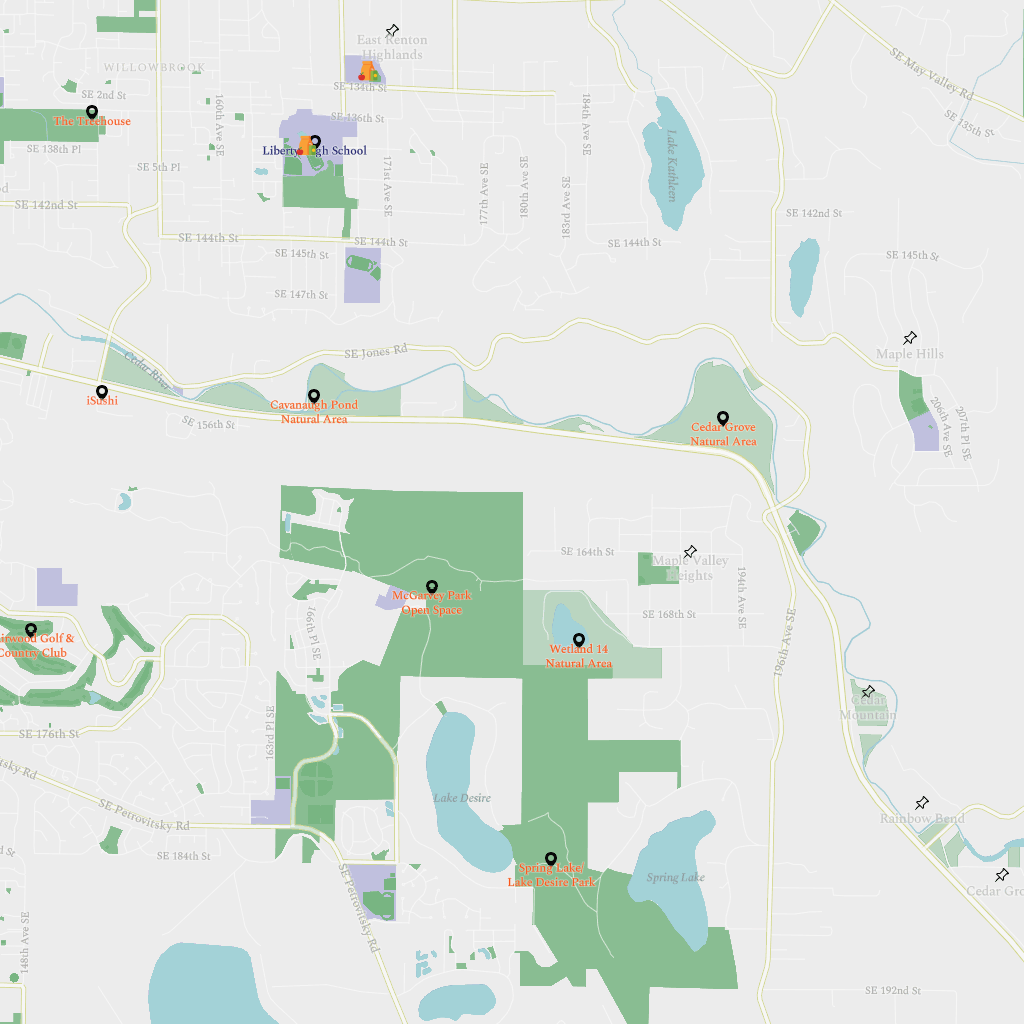 East Renton
Highlands
WILLOWBROOK
SE May Valley Rd
SE 134th St
SE 2nd St
The Treehouse
160th Ave SE
SE 136th St
184th Ave SE
SE 135th St
SE 138th Pl
Liberty High School
Lake Kathleen
SE 5th Pl
171st Ave SE
177th Ave SE
180th Ave SE
183rd Ave SE
SE 142nd St
SE 142nd St
SE 144th St
SE 144th St
SE 144th St
SE 145th St
SE 145th St
SE 147th St
SE Jones Rd
Maple Hills
Cedar River
iSushi
Cavanaugh Pond
Natural Area
206th Ave SE
207th Pl SE
SE 156th St
Cedar Grove
Natural Area
SE 164th St
Maple Valley
Heights
194th Ave SE
McGarvey Park
Open Space
SE 168th St
166th Pl SE
Golf &
Country Club
Wetland 14
Natural Area
196th Ave SE
Cedar
Mountain
163rd Pl SE
SE 176th St
SE Petrovitsky Rd
Lake Desire
Rainbow Bend
SE 184th St
Spring Lake/
Lake Desire Park
Spring Lake
SE Petrovitsky Rd
148th Ave SE
SE 192nd St